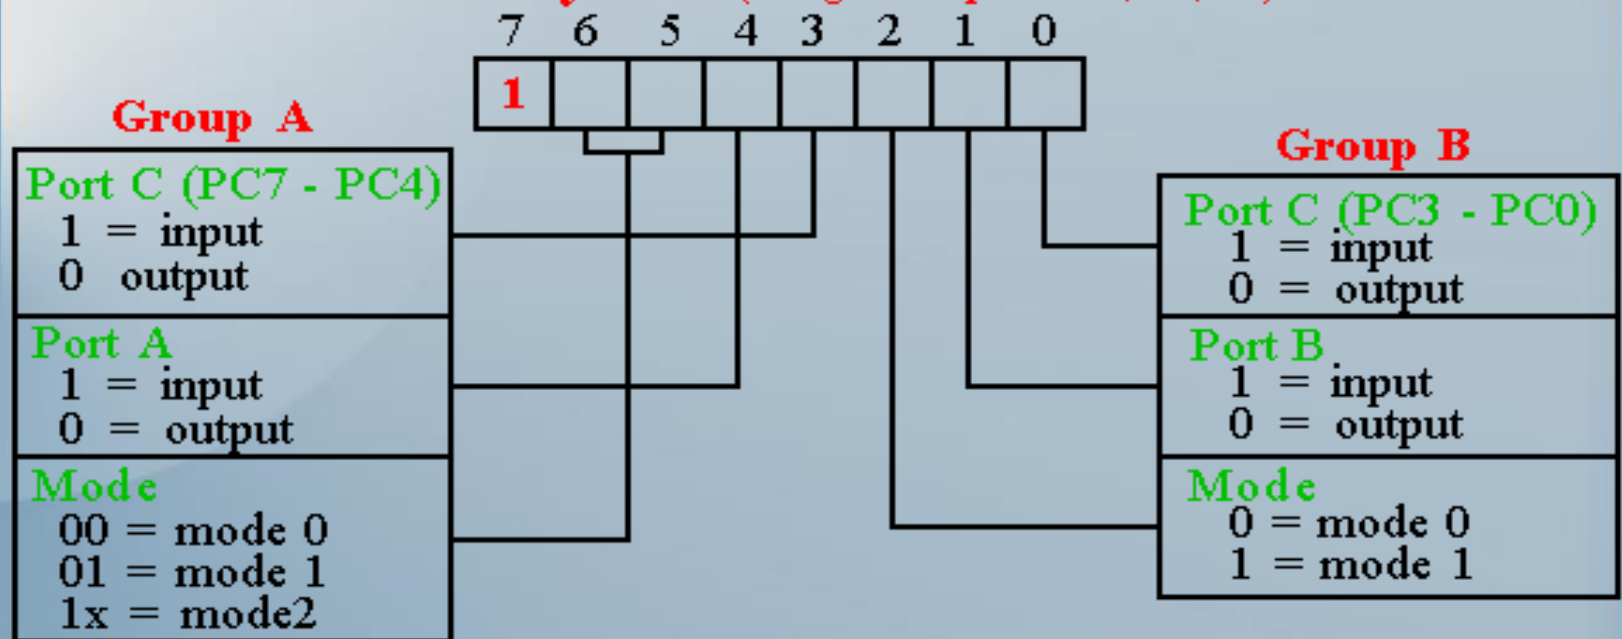 7 6 5 4 3 2 1 0
1
Group A
Port C (PC7 - PC4)
1 = input
0 output
Port A
1 = input
0 = output
Mode
00 = mode 0
01 = mode 1
1x = mode2
Group B
Port C (PC3 - PC0)
1 = input
0 = output
Port B
1 = input
0 = output
Mode
0 = mode 0
1 = mode 1